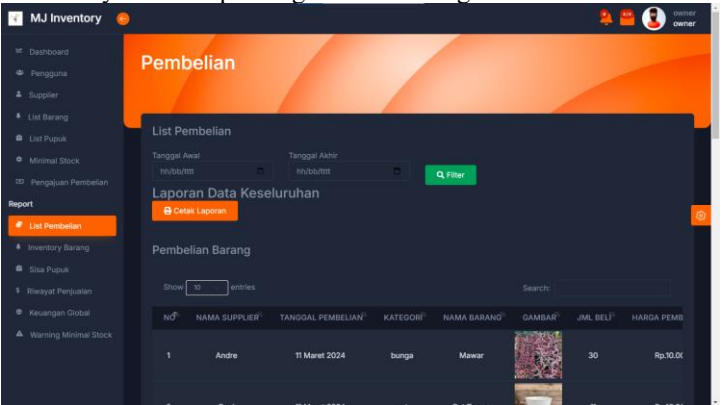 MJ Inventory
owner
owner
Dashboard
Pengguna
Supplier
List Barang
List Pupuk
Minimal Stock
Pengajuan Pembelian
Report
List Pembelian
Inventory Barang
Sisa Pupuk
Riwayat Penjualan
Keuangan Global
Warning Minimal Stock
Pembelian
List Pembelian
Tanggal Awal Tanggal Akhir
hh/bb/tttt hh/bb/tttt Filter
Laporan Data Keseluruhan
Cetak Laporan
Pembelian Barang
Show 10 entries Search:
NO NAMA SUPPLIER TANGGAL PEMBELIAN KATEGORI NAMA BARANG GAMBAR JML BELI HARGA PEMB
1 Andre 11 Maret 2024 bunga Mawar 30 Rp.10.00